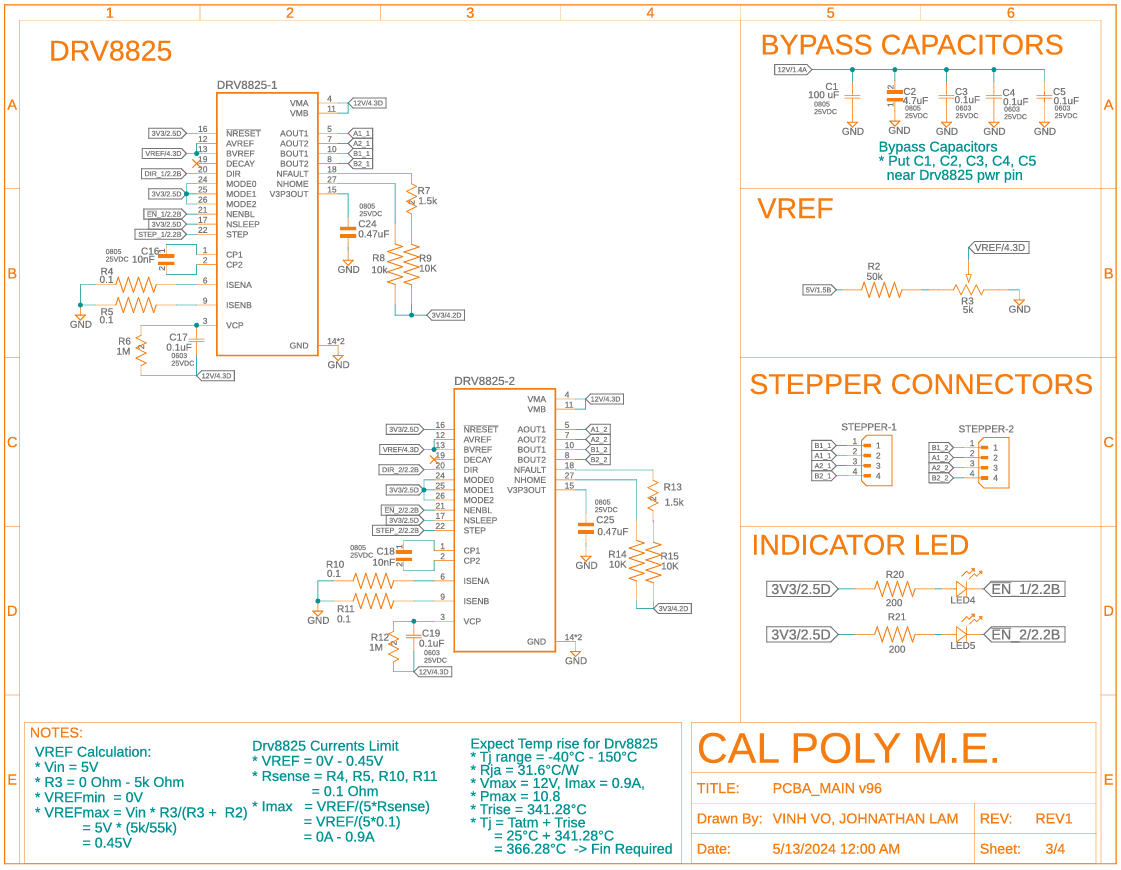 1 2 3 4 5 6
A
B
C
D
E
A
B
C
D
E
DRV8825
DRV8825-1
3V3/2.5D
VREF/4.3D
DIR_1/2.2B
3V3/2.5D
EN_1/2.2B
3V3/2.5D
STEP_1/2.2B
16 NRESET
12 AVREF
13 BVREF
19 DECAY
20 DIR
24 MODE0
25 MODE1
26 MODE2
21 NENBL
17 NSLEEP
22 STEP
1 CP1
2 CP2
6 ISENA
9 ISENB
3 VCP
VMA 4 12V/4.3D
VMB 11
AOUT1 5 A1_1
AOUT2 7 A2_1
BOUT1 10 B1_1
BOUT2 8 B2_1
NFAULT 18
NHOME 27
V3P3OUT 15
GND 14*2
GND
0805
25VDC
C16
10nF
1
2
R4
0.1
R5
0.1
GND
R6
1M
C17
0.1uF
0603
25VDC
12V/4.3D
0805
25VDC
C24
0.47uF
GND
R7
1.5k
R8
10k
R9
10K
3V3/4.2D
DRV8825-2
3V3/2.5D
VREF/4.3D
DIR_2/2.2B
3V3/2.5D
EN_2/2.2B
3V3/2.5D
STEP_2/2.2B
16 NRESET
12 AVREF
13 BVREF
19 DECAY
20 DIR
24 MODE0
25 MODE1
26 MODE2
21 NENBL
17 NSLEEP
22 STEP
1 CP1
2 CP2
6 ISENA
9 ISENB
3 VCP
VMA 4 12V/4.3D
VMB 11
AOUT1 5 A1_2
AOUT2 7 A2_2
BOUT1 10 B1_2
BOUT2 8 B2_2
NFAULT 18
NHOME 27
V3P3OUT 15
GND 14*2
GND
0805
25VDC
C18
10nF
1
2
R10
0.1
R11
0.1
GND
R12
1M
C19
0.1uF
0603
25VDC
12V/4.3D
0805
25VDC
C25
0.47uF
GND
R13
1.5k
R14
10K
R15
10K
3V3/4.2D
BYPASS CAPACITORS
12V/1.4A
C1
100 uF
0805
25VDC
GND
C2
4.7uF
0805
25VDC
GND
C3
0.1uF
0603
25VDC
GND
C4
0.1uF
0603
25VDC
GND
C5
0.1uF
0603
25VDC
GND
Bypass Capacitors
* Put C1, C2, C3, C4, C5
near Drv8825 pwr pin
VREF
VREF/4.3D
5V/1.5B
R2
50k
R3
5k
GND
STEPPER CONNECTORS
STEPPER-1
B1_1 1 1
A1_1 2 2
A2_1 3 3
B2_1 4 4
STEPPER-2
B1_2 1 1
A1_2 2 2
A2_2 3 3
B2_2 4 4
INDICATOR LED
3V3/2.5D R20 200 LED4 EN_1/2.2B
3V3/2.5D R21 200 LED5 EN_2/2.2B
NOTES:
VREF Calculation:
* Vin = 5V
* R3 = 0 Ohm - 5k Ohm
* VREFmin = 0V
* VREFmax = Vin * R3/(R3 + R2)
= 5V * (5k/55k)
= 0.45V
Drv8825 Currents Limit
* VREF = 0V - 0.45V
* Rsense = R4, R5, R10, R11
= 0.1 Ohm
* Imax = VREF/(5*Rsense)
= VREF/(5*0.1)
= 0A - 0.9A
Expect Temp rise for Drv8825
* Tj range = -40°C - 150°C
* Rja = 31.6°C/W
* Vmax = 12V, Imax = 0.9A,
* Pmax = 10.8
* Trise = 341.28°C
* Tj = Tatm + Trise
= 25°C + 341.28°C
= 366.28°C -> Fin Required
CAL POLY M.E.
TITLE: PCBA_MAIN v96
Drawn By: VINH VO, JOHNATHAN LAM REV: REV1
Date: 5/13/2024 12:00 AM Sheet: 3/4